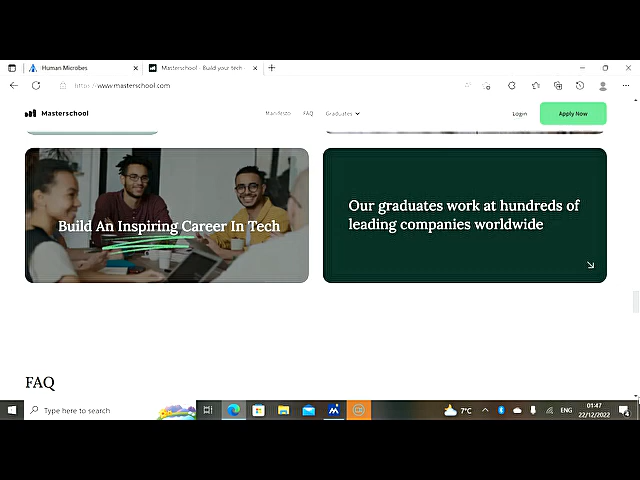 Human Microbes
Masterschool - Build your tech
https://www.masterschool.com
Masterschool
Manifesto
FAQ
Graduates
Login
Apply Now
Build An Inspiring Career In Tech
Our graduates work at hundreds of
leading companies worldwide
FAQ
Type here to search
7°C
ENG
01:47
22/12/2022